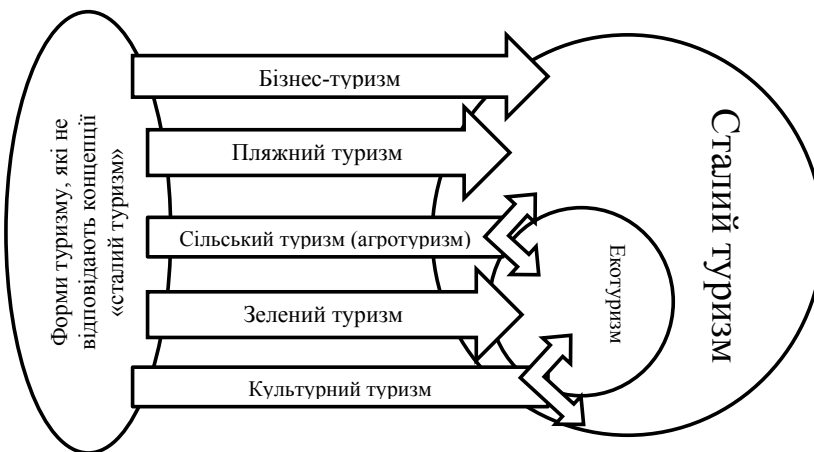 Форми туризму, які не
відповідають концепції
«сталий туризм»
Бізнес-туризм
Пляжний туризм
Сільський туризм (агротуризм)
Зелений туризм
Культурний туризм
Екотуризм
Сталий туризм